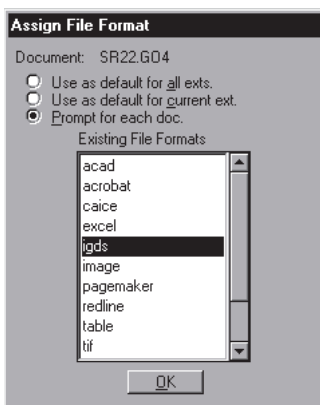 Assign File Format
Document: SR22.G04
Use as default for all exts.
Use as default for current ext.
Prompt for each doc.
Existing File Formats
acad
acrobat
caice
excel
igds
image
pagemaker
redline
table
tif
OK